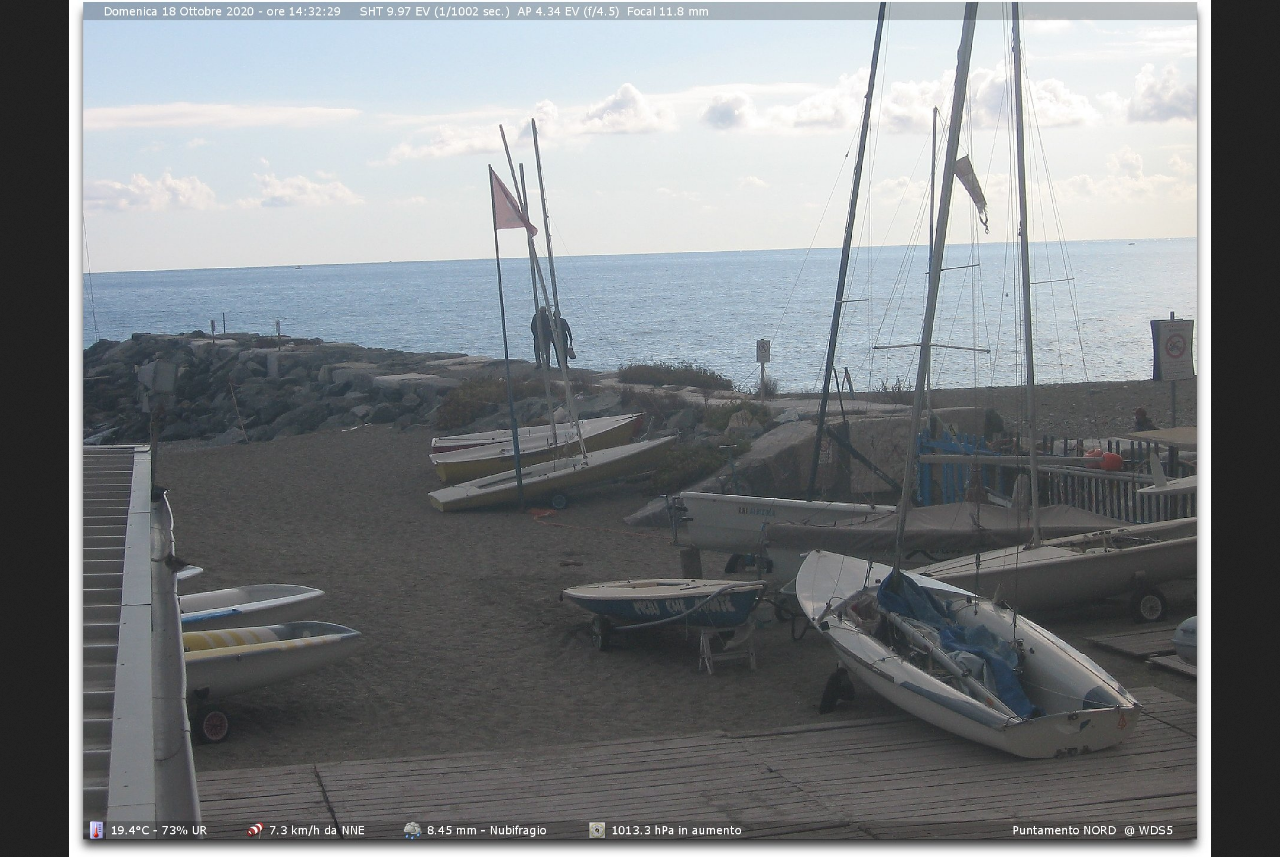 Domenica 18 Ottobre 2020 - ore 14:32:29 SHT 9.97 EV (1/1002 sec.) AP 4.34 EV (f/4.5) Focal 11.8 mm
19.4°C - 73% UR 7.3 km/h da NNE 8.45 mm - Nubifragio 1013.3 hPa in aumento Puntamento NORD @ WDS5